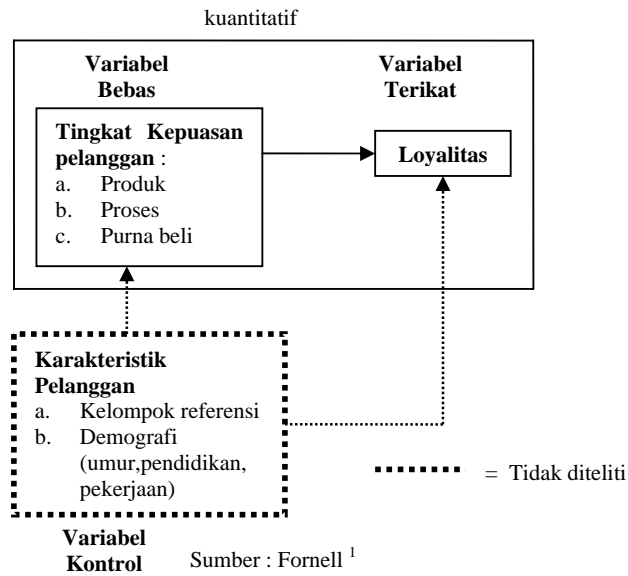 kuantitatif
Variabel
Bebas
Variabel
Terikat
Tingkat Kepuasan
pelanggan :
a. Produk
b. Proses
c. Purna beli
Loyalitas
Karakteristik
Pelanggan
a. Kelompok referensi
b. Demografi
(umur,pendidikan,
pekerjaan)
= Tidak diteliti
Variabel
Kontrol
Sumber : Fornell 1